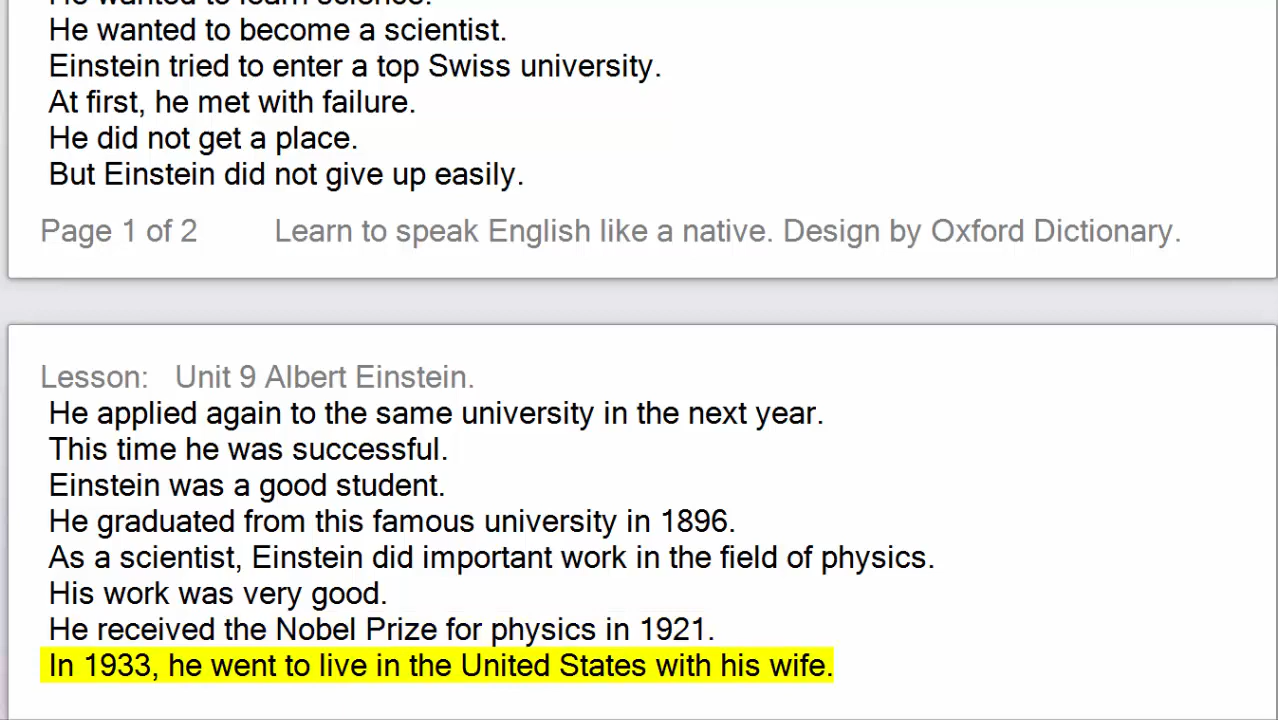 He wanted to learn science.
He wanted to become a scientist.
Einstein tried to enter a top Swiss university.
At first, he met with failure.
He did not get a place.
But Einstein did not give up easily.
Page 1 of 2 Learn to speak English like a native. Design by Oxford Dictionary.
Lesson: Unit 9 Albert Einstein.
He applied again to the same university in the next year.
This time he was successful.
Einstein was a good student.
He graduated from this famous university in 1896.
As a scientist, Einstein did important work in the field of physics.
His work was very good.
He received the Nobel Prize for physics in 1921.
In 1933, he went to live in the United States with his wife.